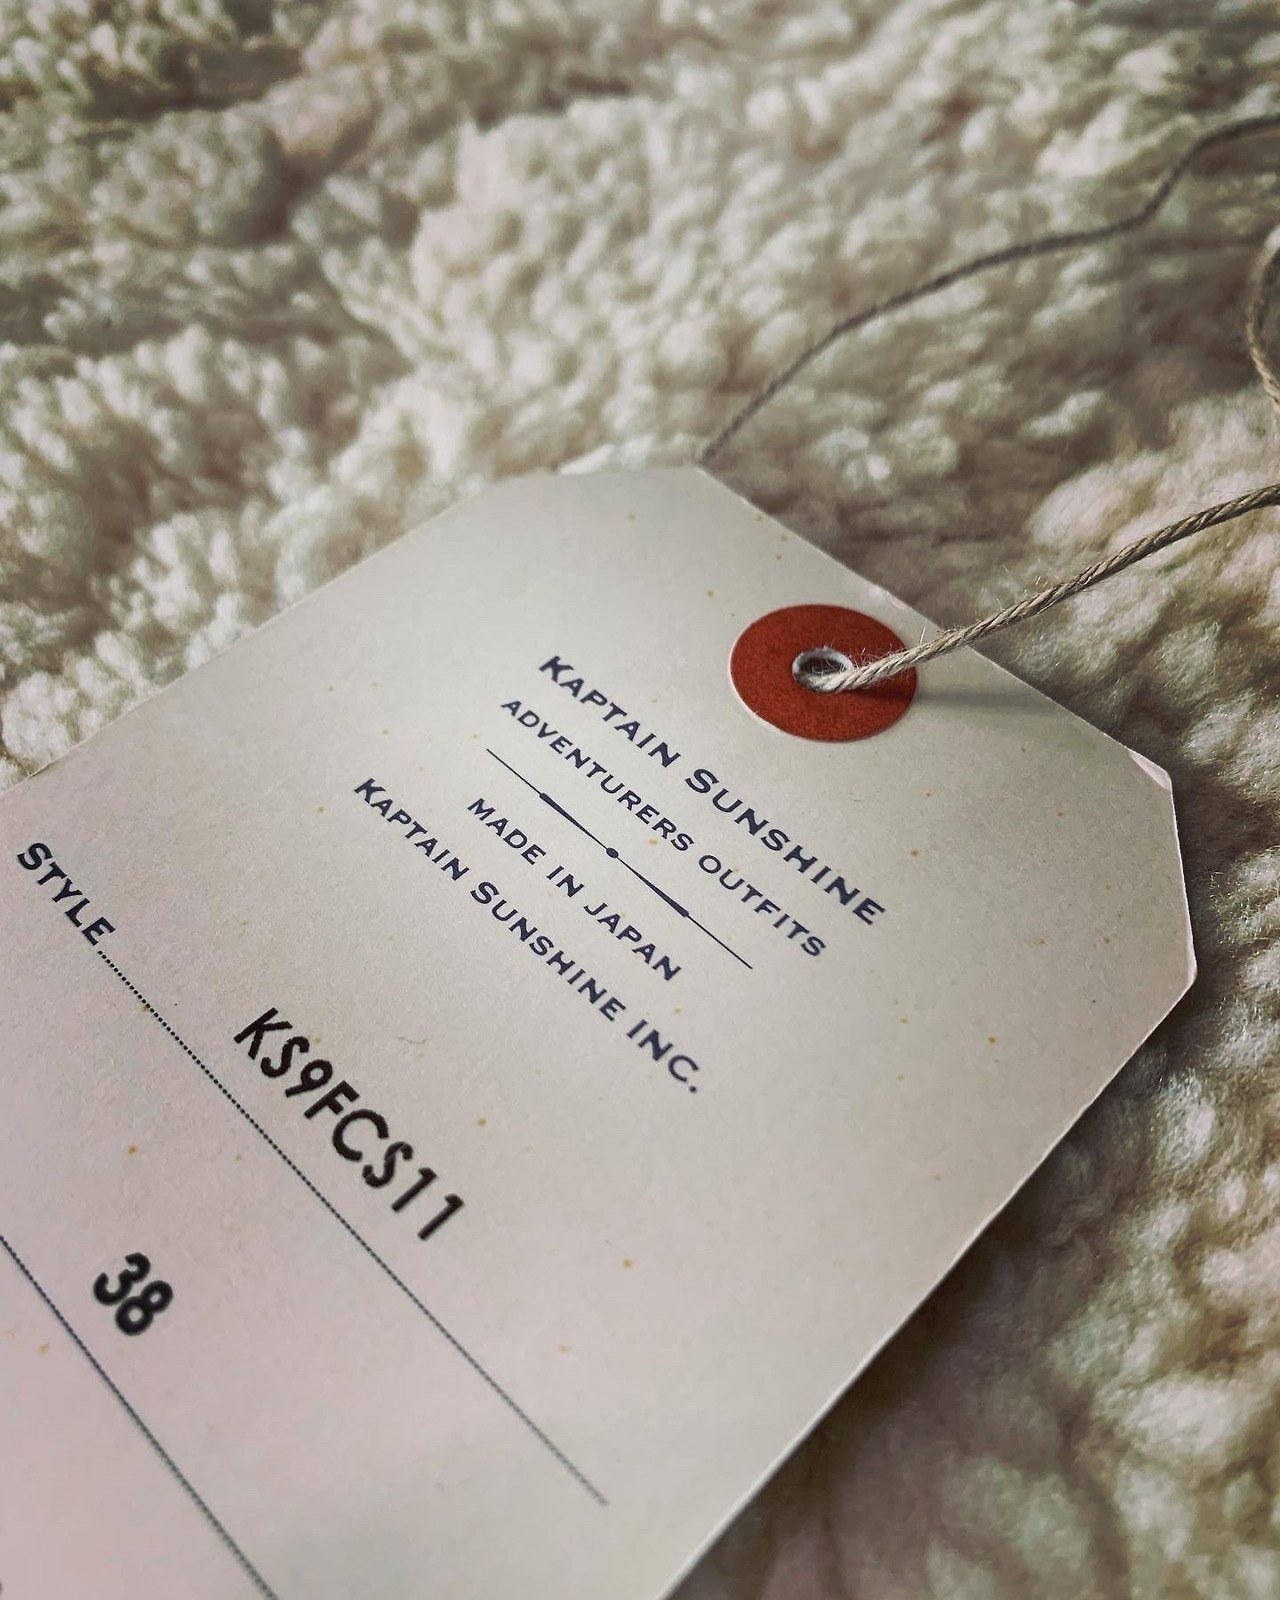 KAPTAIN SUNSHINE
ADVENTURERS OUTFITS
MADE IN JAPAN
KAPTAIN SUNSHINE INC.
STYLE
KS9FCS11
38